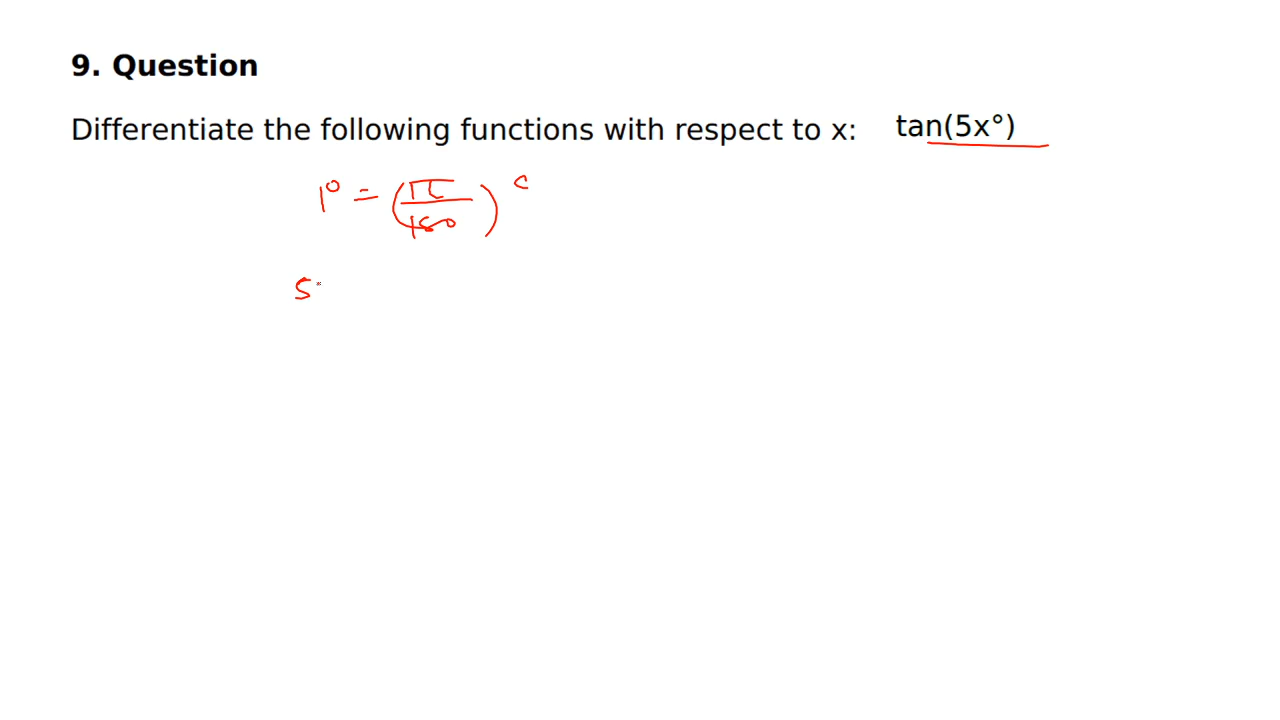 9. Question
Differentiate the following functions with respect to x: tan(5x°)
1° = (π/180)ᶜ
5